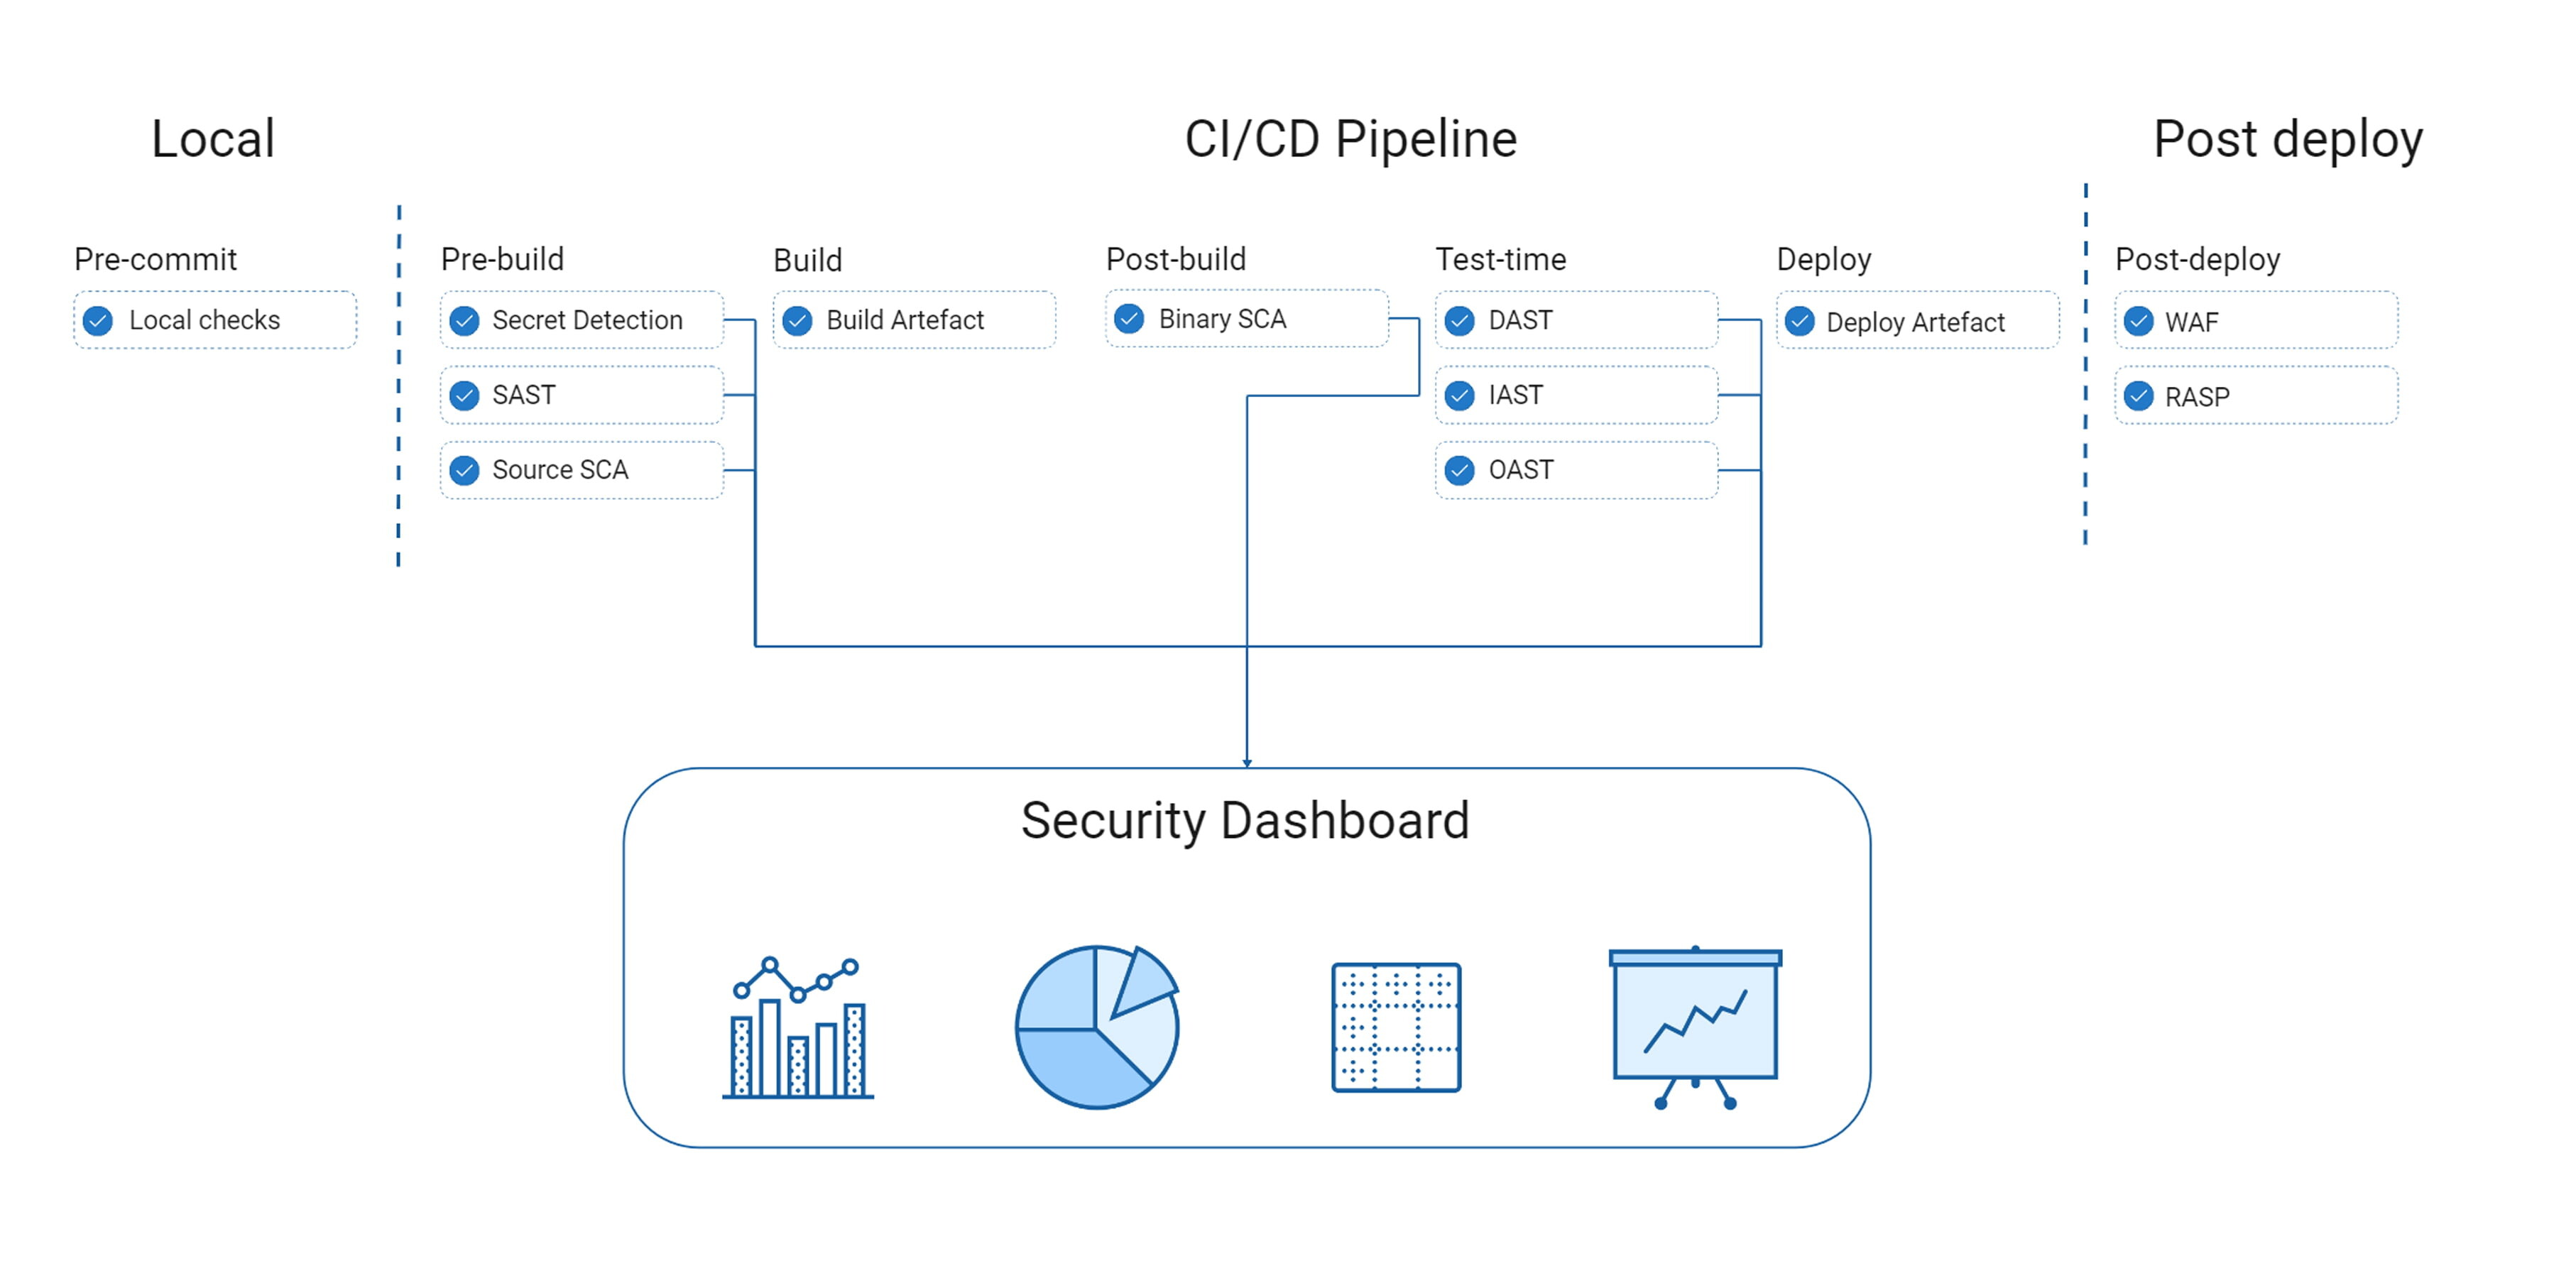 Local
CI/CD Pipeline
Post deploy
Pre-commit
Local checks
Pre-build
Secret Detection
SAST
Source SCA
Build
Build Artefact
Post-build
Binary SCA
Test-time
DAST
IAST
OAST
Deploy
Deploy Artefact
Post-deploy
WAF
RASP
Security Dashboard